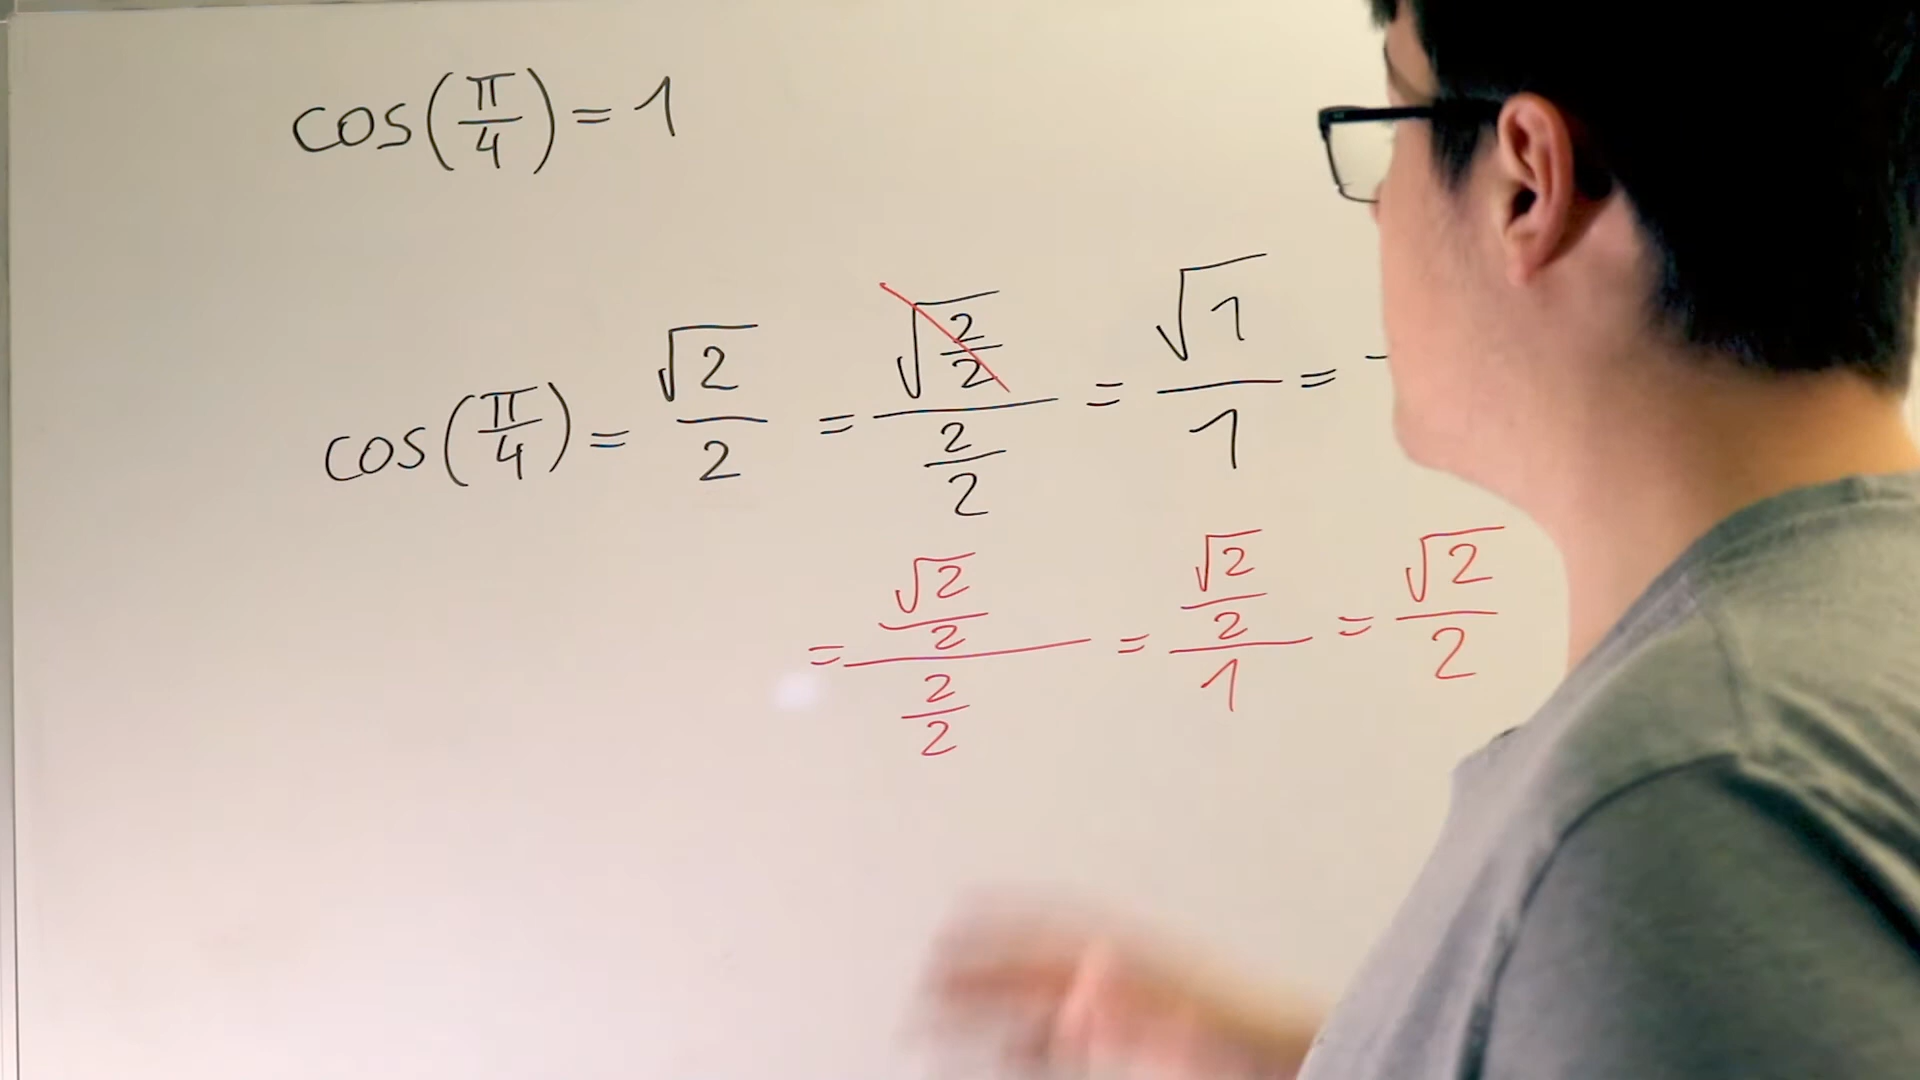 cos(π/4) = 1
cos(π/4) = √2/2 = √(2/2)/(2/2) = √1/1 =
= (√2/2)/(2/2) = (√2/2)/1 = √2/2